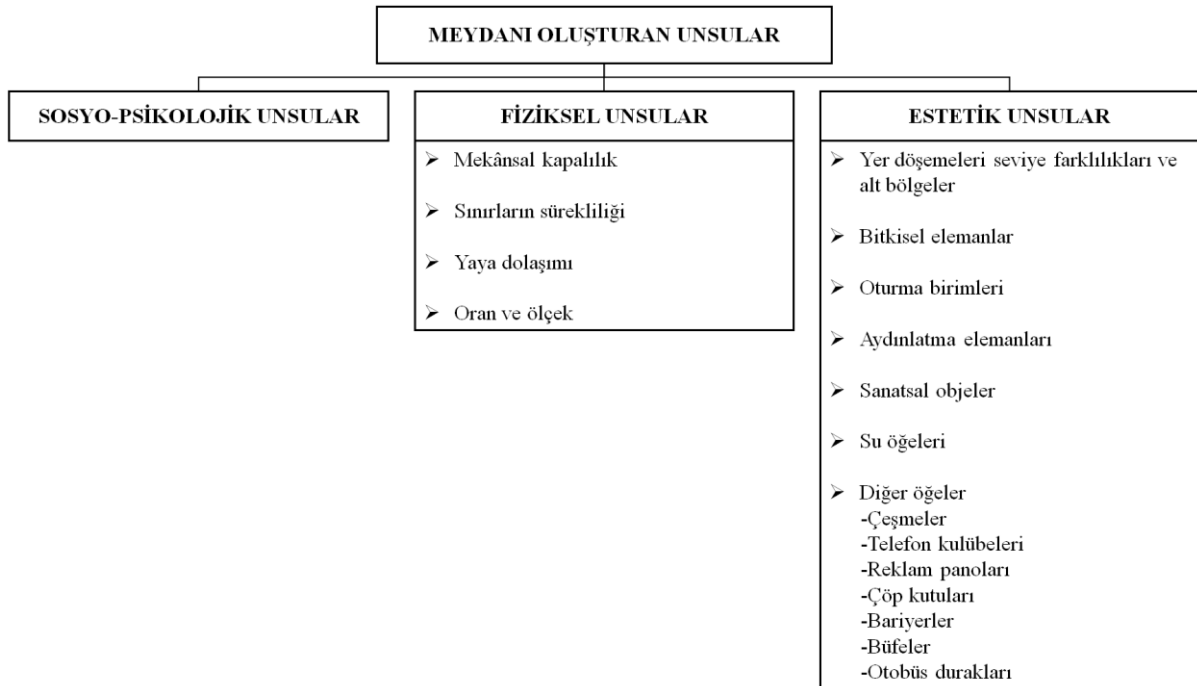 MEYDANI OLUŞTURAN UNSULAR
SOSYO-PSİKOLOJİK UNSULAR
FİZİKSEL UNSULAR
➢ Mekânsal kapalılık
➢ Sınırların sürekliliği
➢ Yaya dolaşımı
➢ Oran ve ölçek
ESTETİK UNSULAR
➢ Yer döşemeleri seviye farklılıkları ve
alt bölgeler
➢ Bitkisel elemanlar
➢ Oturma birimleri
➢ Aydınlatma elemanları
➢ Sanatsal objeler
➢ Su öğeleri
➢ Diğer öğeler
-Çeşmeler
-Telefon kulübeleri
-Reklam panoları
-Çöp kutuları
-Bariyerler
-Büfeler
-Otobüs durakları